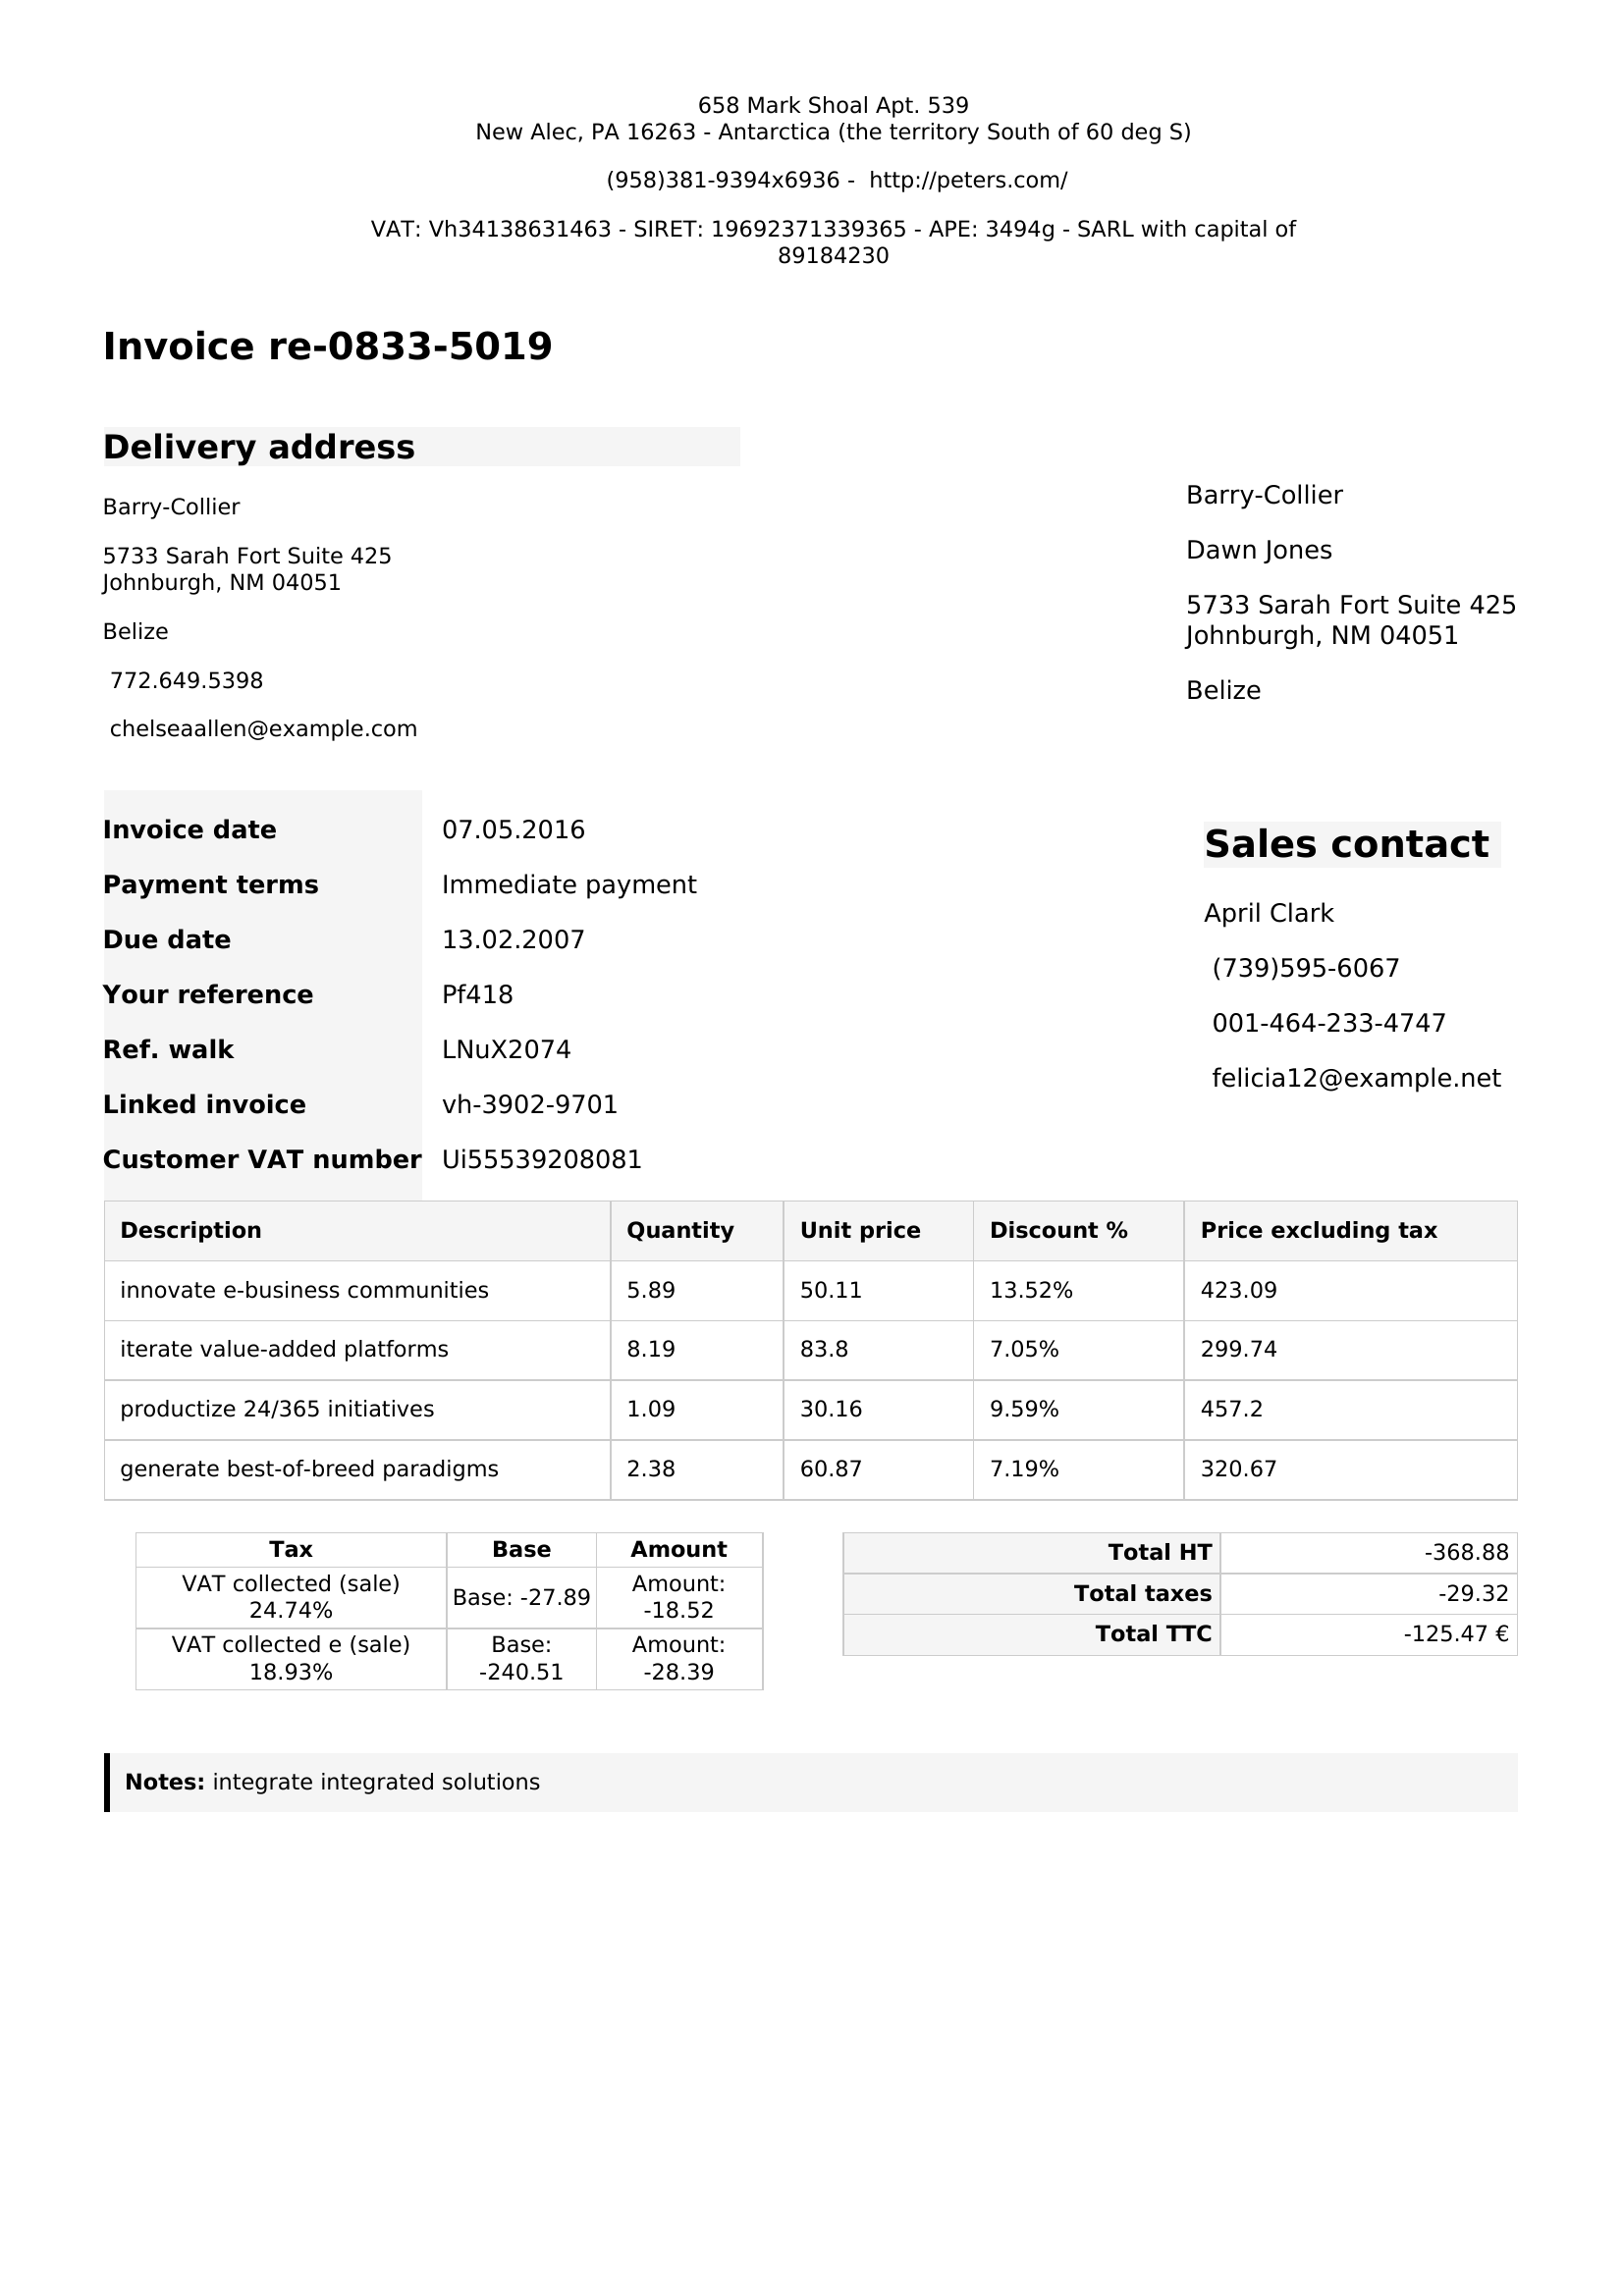 658 Mark Shoal Apt. 539
New Alec, PA 16263 - Antarctica (the territory South of 60 deg S)
(958)381-9394x6936 -  http://peters.com/
VAT: Vh34138631463 - SIRET: 19692371339365 - APE: 3494g - SARL with capital of
89184230
Invoice re-0833-5019
Delivery address
Barry-Collier
5733 Sarah Fort Suite 425
Johnburgh, NM 04051
Belize
772.649.5398
chelseaallen@example.com
Barry-Collier
Dawn Jones
5733 Sarah Fort Suite 425
Johnburgh, NM 04051
Belize
Invoice date 07.05.2016
Payment terms Immediate payment
Due date 13.02.2007
Your reference Pf418
Ref. walk LNuX2074
Linked invoice vh-3902-9701
Customer VAT number Ui55539208081
Sales contact
April Clark
(739)595-6067
001-464-233-4747
felicia12@example.net
Description Quantity Unit price Discount % Price excluding tax
innovate e-business communities 5.89 50.11 13.52% 423.09
iterate value-added platforms 8.19 83.8 7.05% 299.74
productize 24/365 initiatives 1.09 30.16 9.59% 457.2
generate best-of-breed paradigms 2.38 60.87 7.19% 320.67
Tax Base Amount
VAT collected (sale) 24.74% Base: -27.89 Amount: -18.52
VAT collected e (sale) 18.93% Base: -240.51 Amount: -28.39
Total HT -368.88
Total taxes -29.32
Total TTC -125.47 €
Notes: integrate integrated solutions